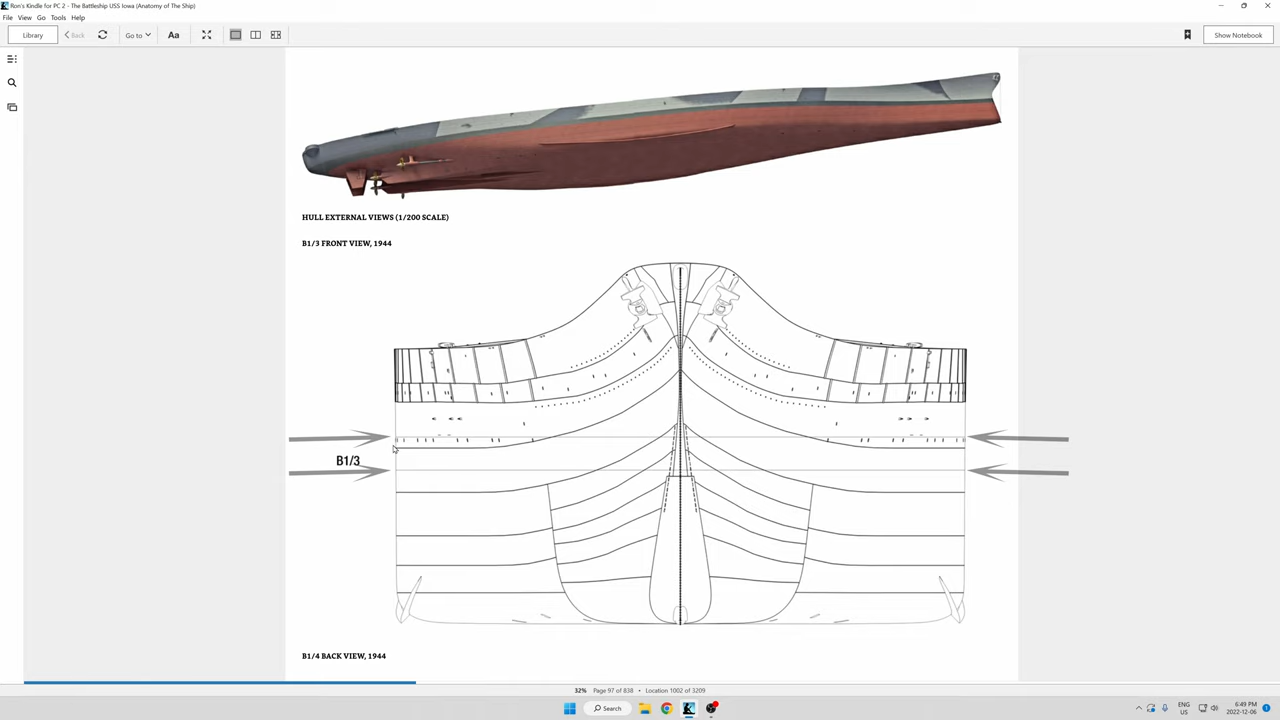 Ron's Kindle for PC 2 - The Battleship USS Iowa (Anatomy of The Ship)
File View Go Tools Help
Library Back Go to Aa Show Notebook
HULL EXTERNAL VIEWS (1/200 SCALE)
B1/3 FRONT VIEW, 1944
B1/3
B1/4 BACK VIEW, 1944
32% Page 97 of 838 • Location 1002 of 3209
Search
ENG
US
6:49 PM
2022-12-06